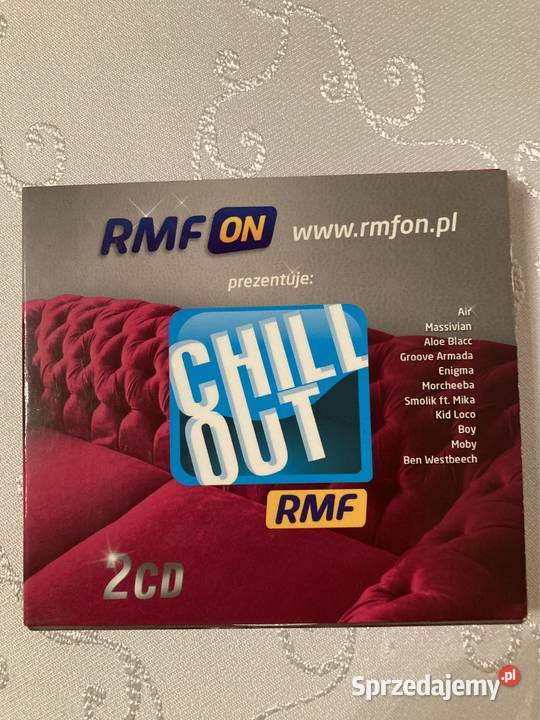 RMF ON www.rmfon.pl
prezentuje:
CHILL
OUT
RMF
Air
Massivian
Aloe Blacc
Groove Armada
Enigma
Morcheeba
Smolik ft. Mika
Kid Loco
Boy
Moby
Ben Westbeech
2CD
Sprzedajemy.pl